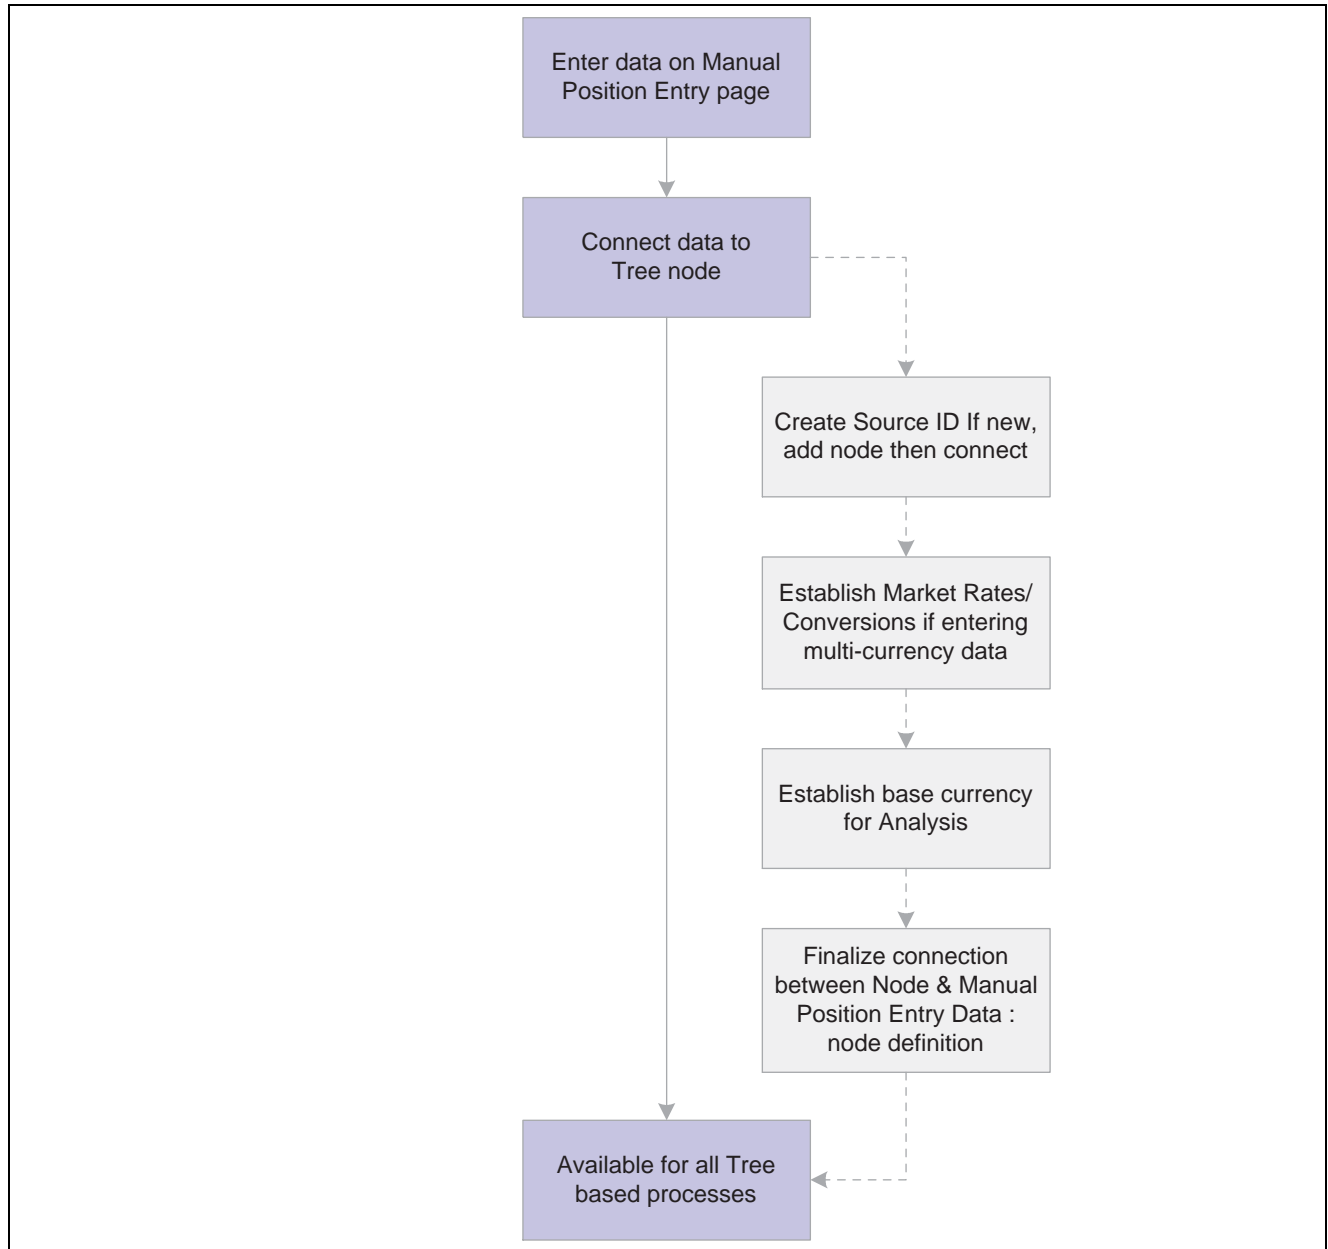 Enter data on Manual
Position Entry page
Connect data to
Tree node
Create Source ID If new,
add node then connect
Establish Market Rates/
Conversions if entering
multi-currency data
Establish base currency
for Analysis
Finalize connection
between Node & Manual
Position Entry Data :
node definition
Available for all Tree
based processes